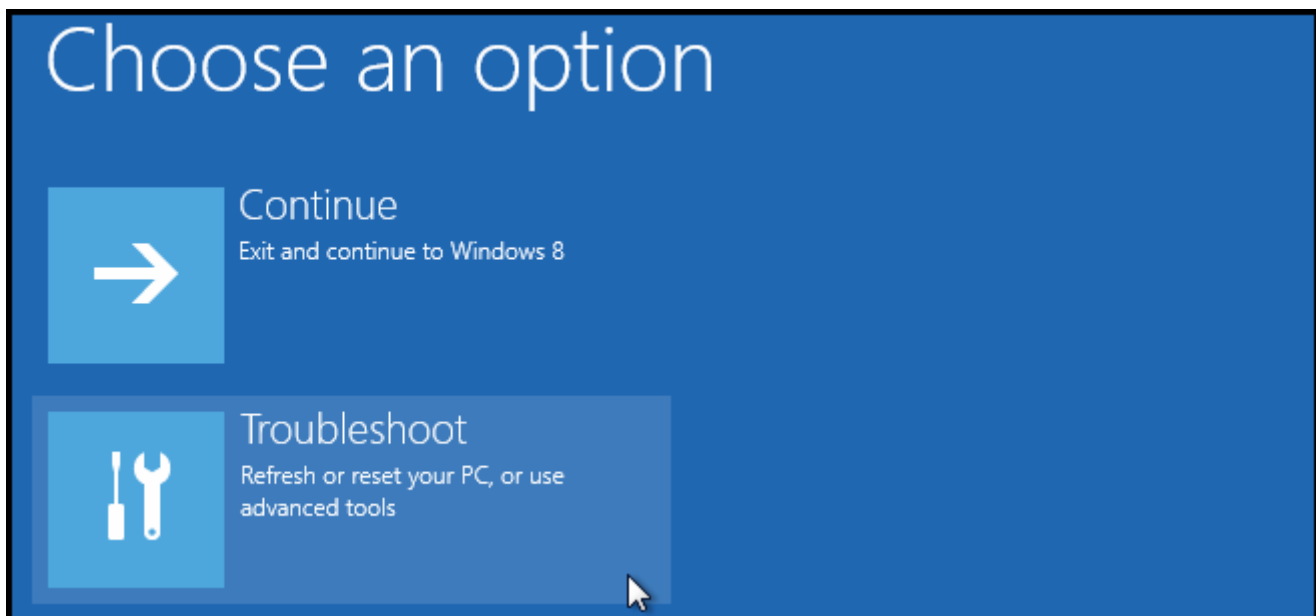 Choose an option
Continue
Exit and continue to Windows 8
Troubleshoot
Refresh or reset your PC, or use
advanced tools